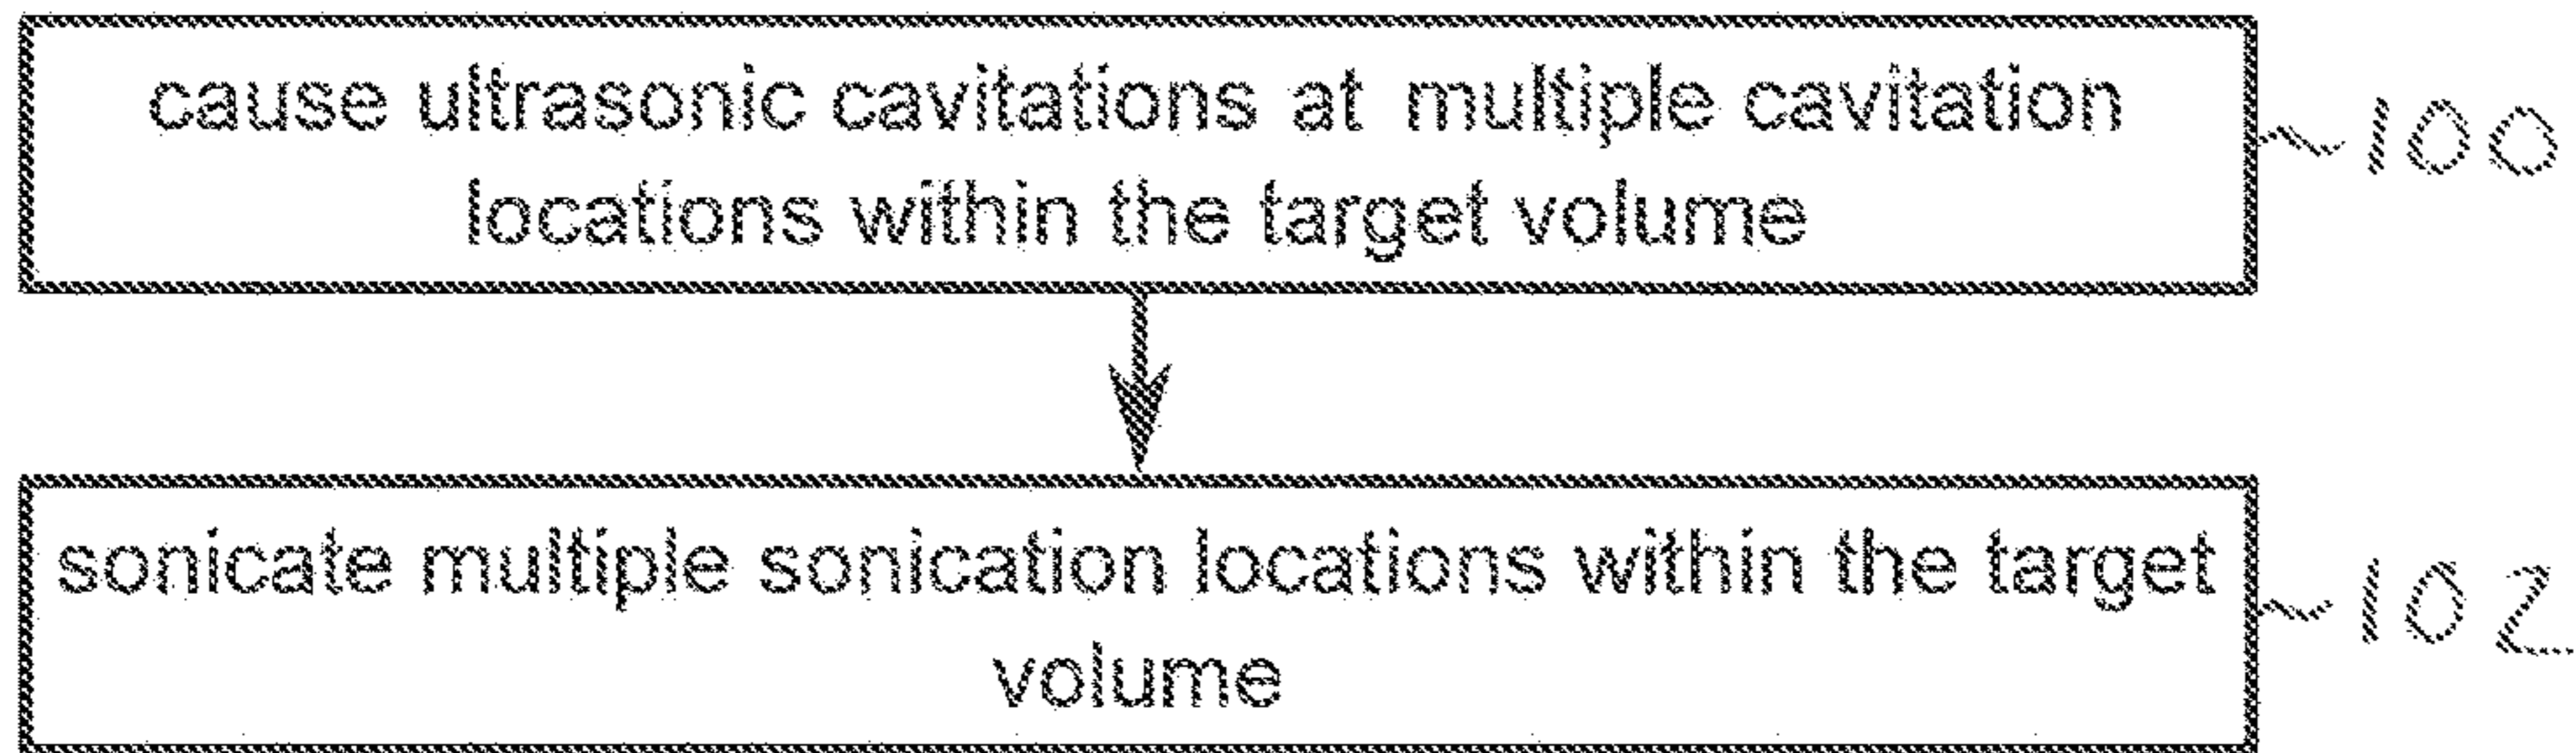 cause ultrasonic cavitations at multiple cavitation
locations within the target volume
~100
sonicate multiple sonication locations within the target
volume
~102